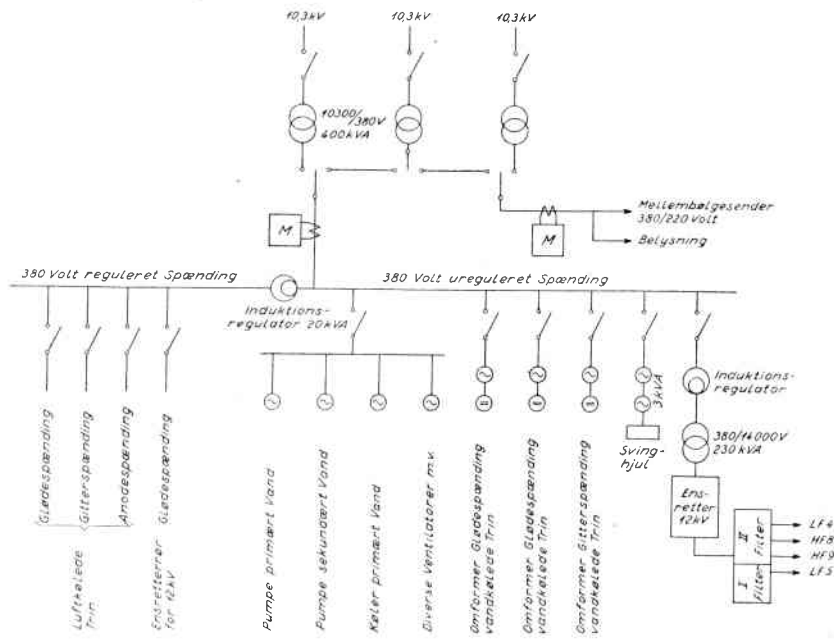 10,3kV
10,3kV
10,3kV
10300/
/380V
400kVA
M
M
Mellembølgesender
380/220 Volt
Belysning
380 Volt reguleret Spænding
380 Volt ureguleret Spænding
Induktions-
regulator 20kVA
Induktions-
regulator
3kVA
Sving-
hjul
380/14000V
230 kVA
Ens-
retter
12kV
II
Filter
I
Filter
LF4
HF8
HF9
LF5
Glødespænding
Gitterspænding
Anodespænding
Luftkølede
Trin
Ensretterrør Glødespænding
for 12kV
Pumpe primært Vand
Pumpe sekundært Vand
Køler primært Vand
Diverse Ventilatorer m.v.
Omformer Glødespænding
vandkølede Trin
Omformer Glødespænding
vandkølede Trin
Omformer Gitterspænding
vandkølede Trin